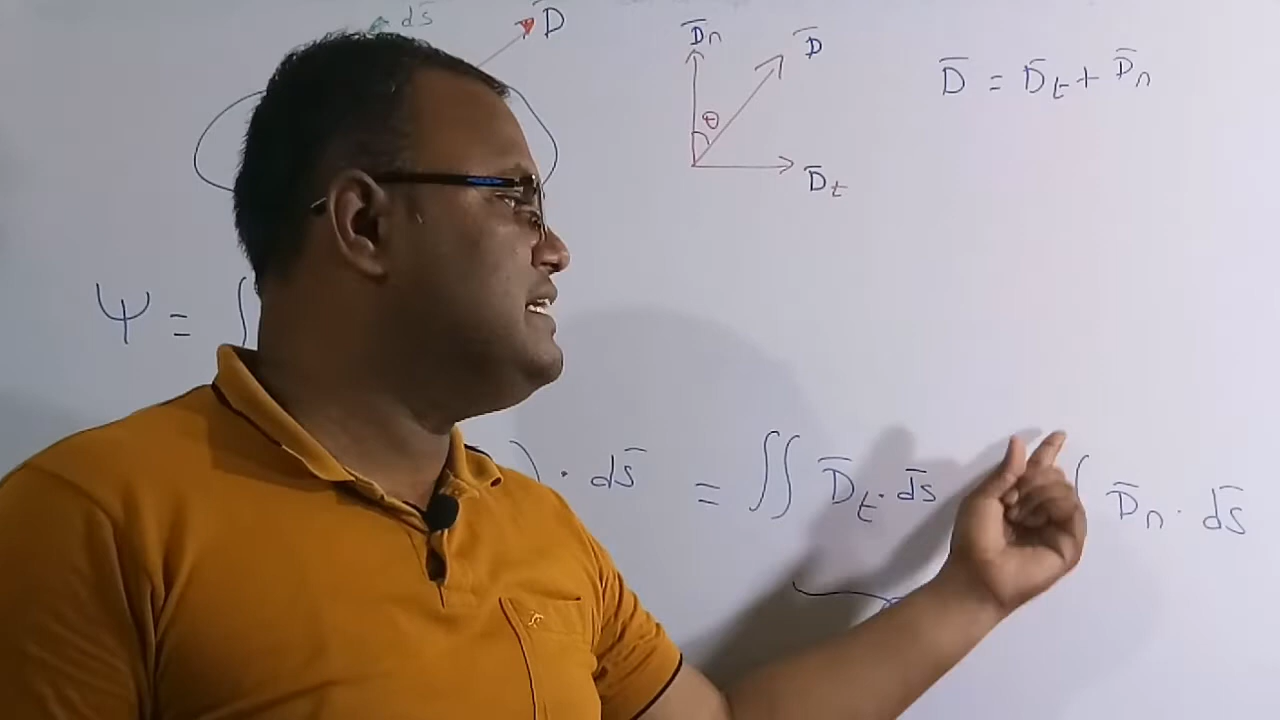 ds̅
D̅
D̅n
D̅
θ
D̅t
D̅ = D̅t + D̅n
Ψ = ∫
) · ds̅ = ∬ D̅t · ds̅ ∫ D̅n · ds̅